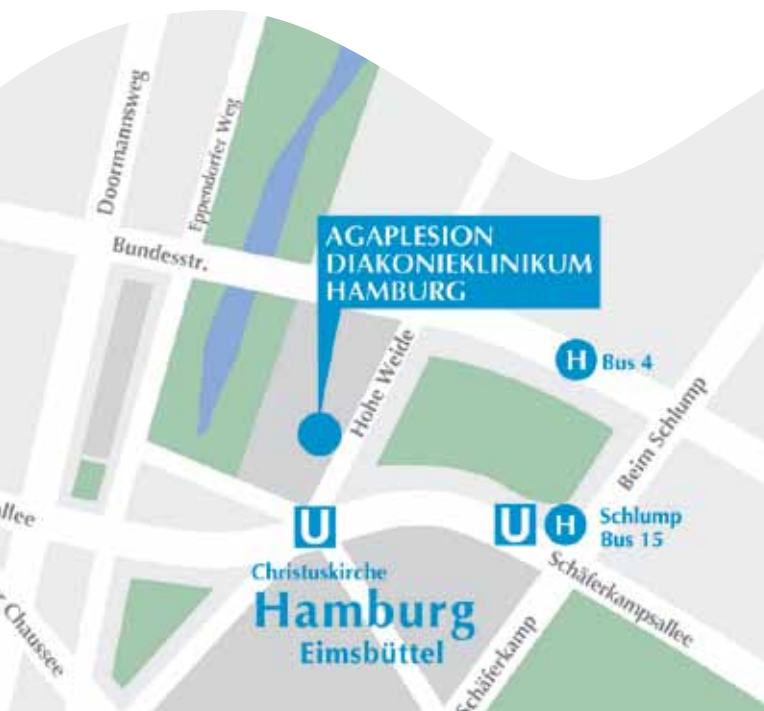 Doormannsweg
Eppendorfer Weg
Bundesstr.
AGAPLESION
DIAKONIEKLINIKUM
HAMBURG
Hohe Weide
H Bus 4
Beim Schlump
llee
U
U H Schlump
Bus 15
Christuskirche
Hamburg
Eimsbüttel
Schäferkampsallee
Chaussee
Schäferkamp